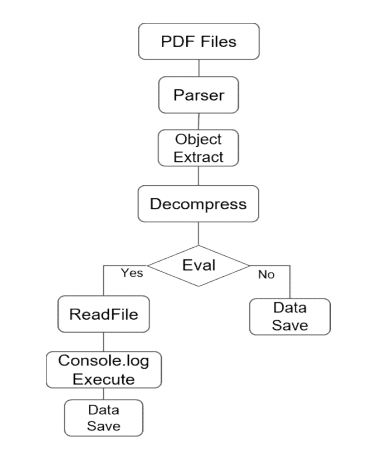 PDF Files
Parser
Object
Extract
Decompress
Eval
Yes
No
ReadFile
Data
Save
Console.log
Execute
Data
Save